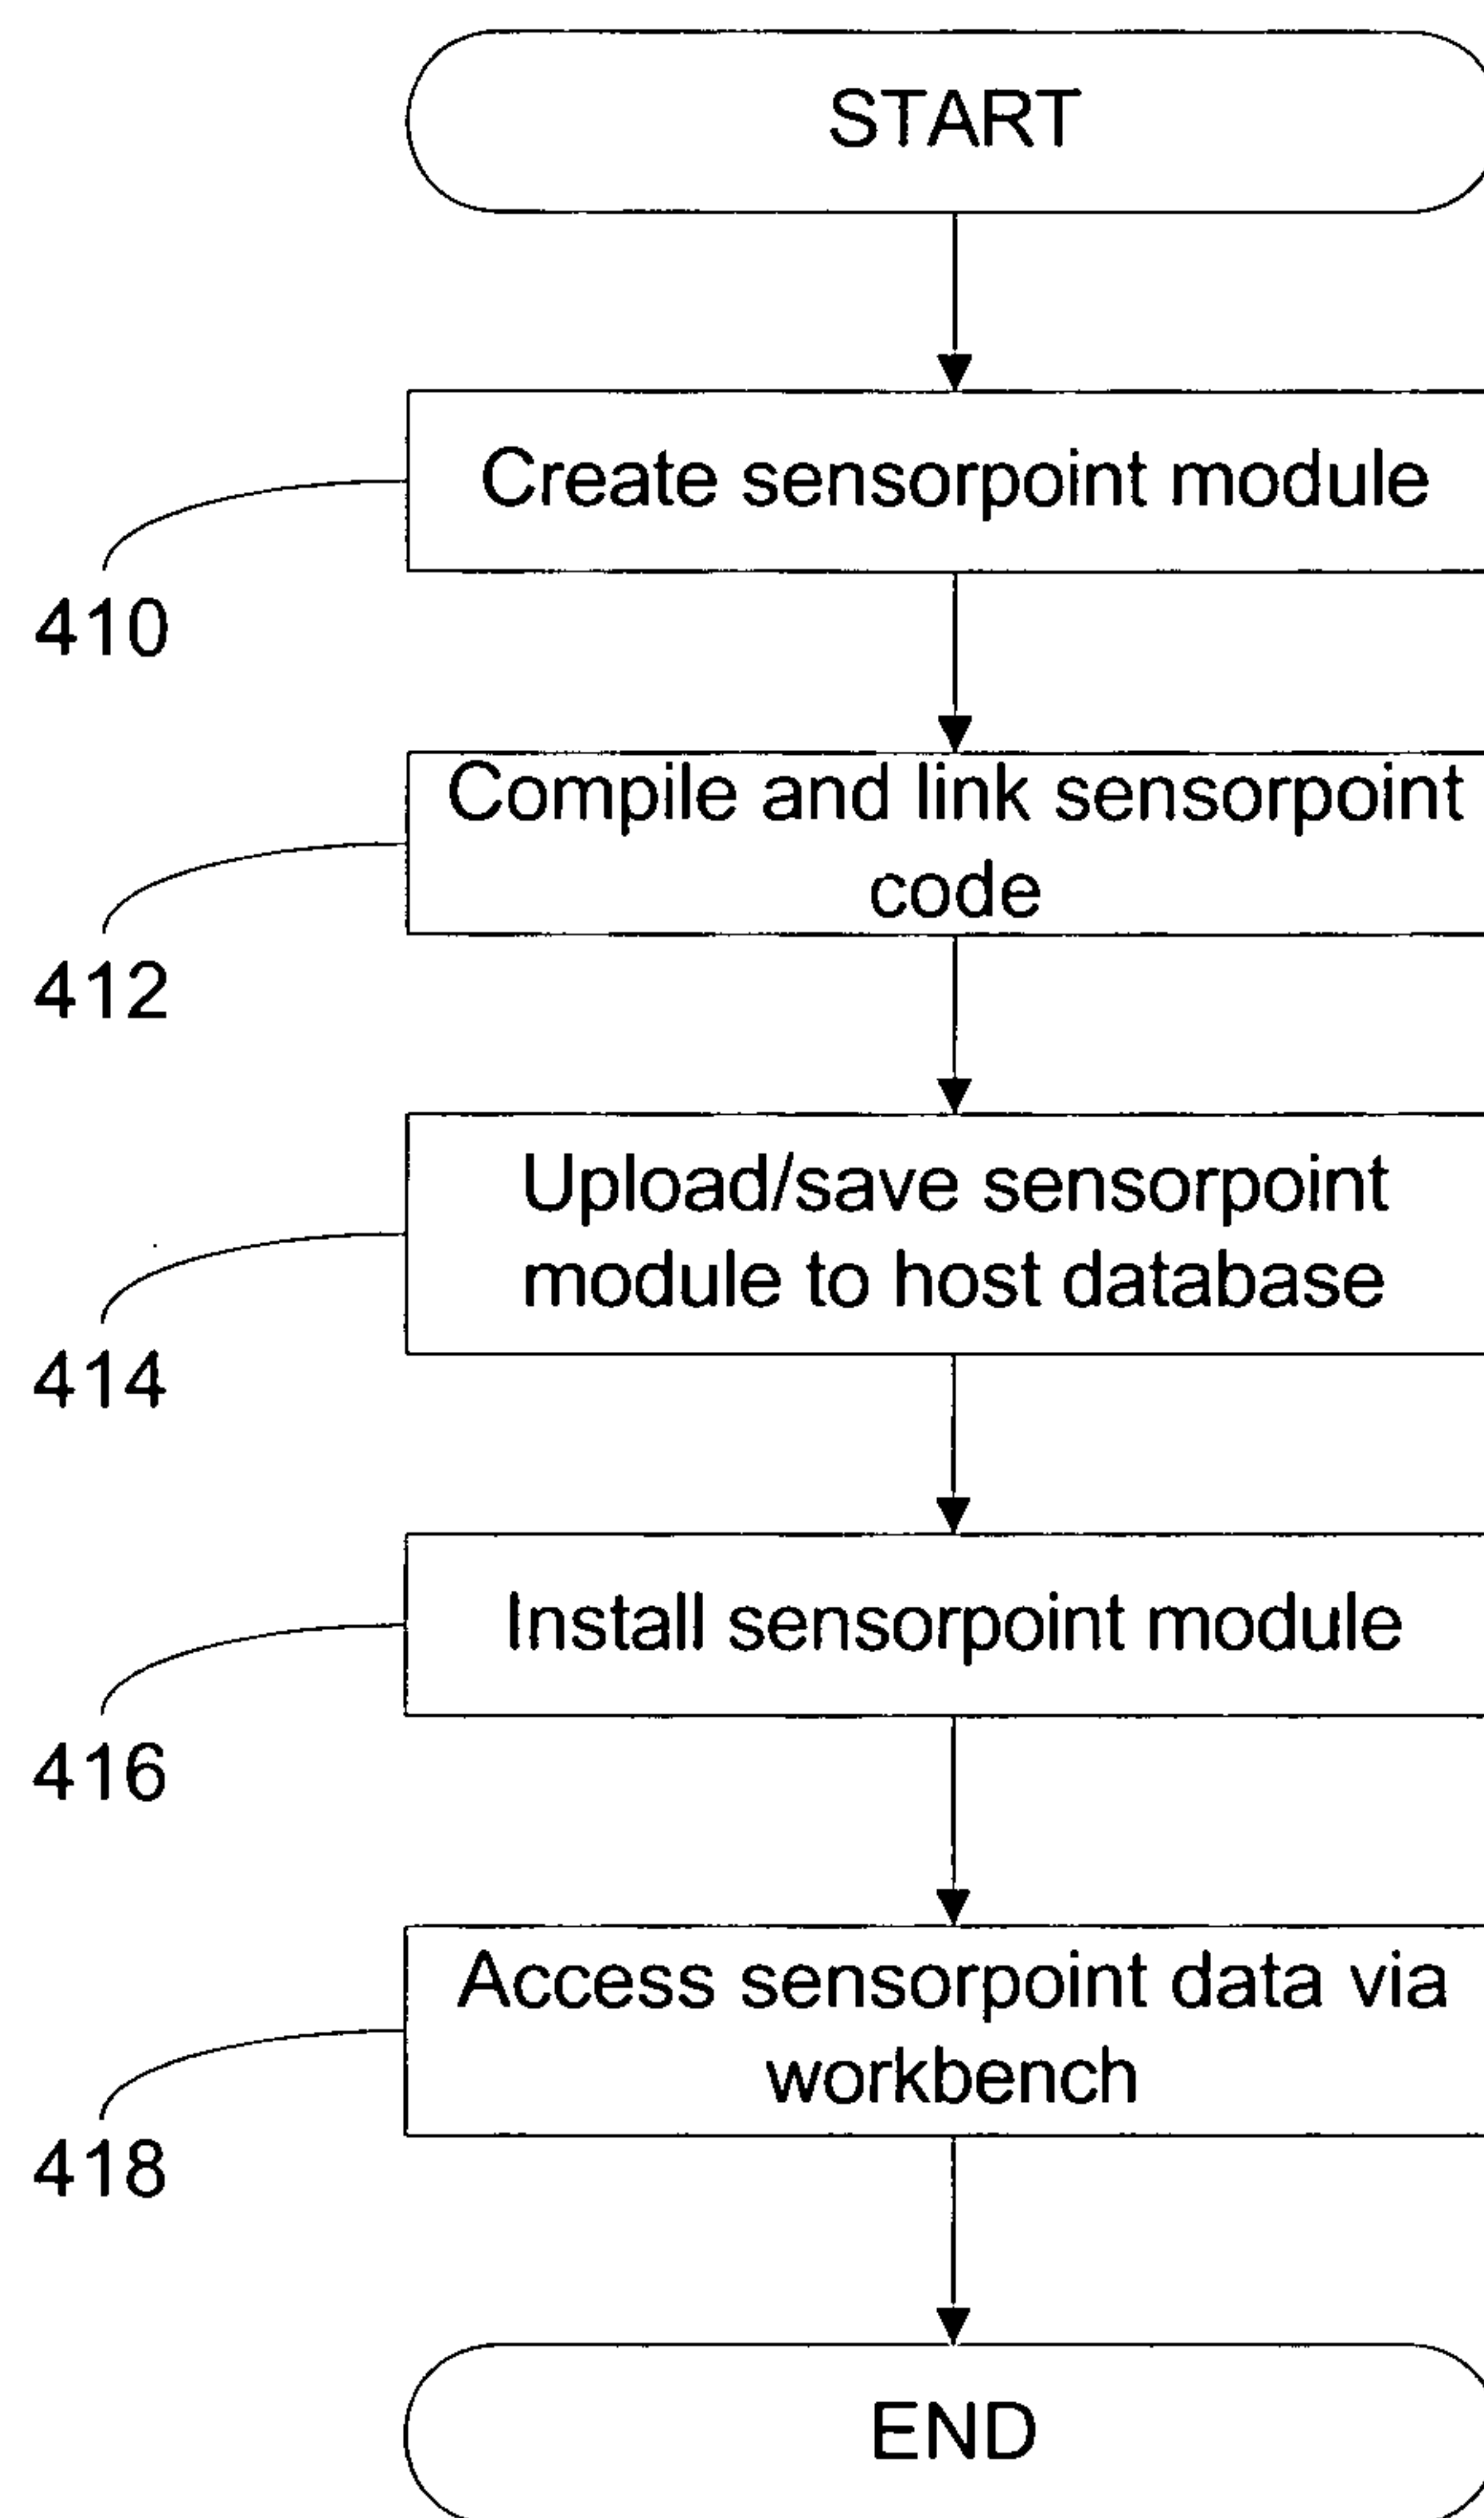 START
Create sensorpoint module
410
Compile and link sensorpoint
code
412
Upload/save sensorpoint
module to host database
414
Install sensorpoint module
416
Access sensorpoint data via
workbench
418
END